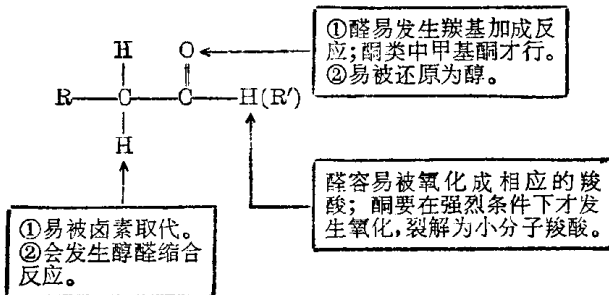 ①醛易发生羰基加成反
应;酮类中甲基酮才行。
②易被还原为醇。
H O
R—C—C—H(R′)
H
醛容易被氧化成相应的羧
酸;酮要在强烈条件下才发
生氧化,裂解为小分子羧酸。
①易被卤素取代。
②会发生醇醛缩合
反应。